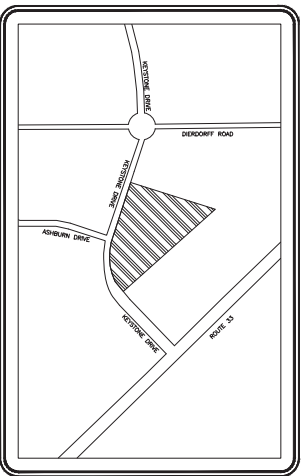 KEYSTONE DRIVE
DIERDORFF ROAD
KEYSTONE DRIVE
ASHBURN DRIVE
KEYSTONE DRIVE
ROUTE 33